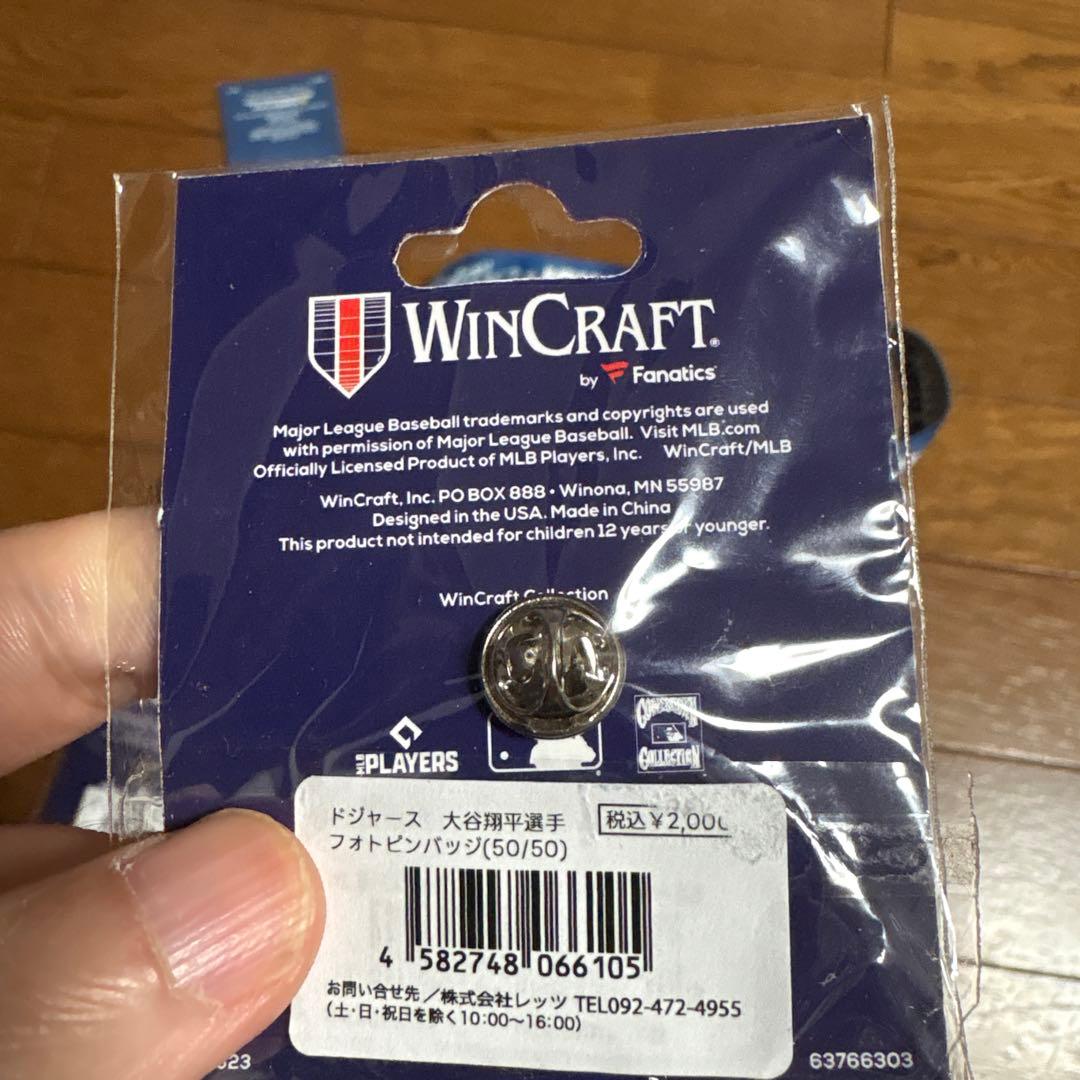 WINCRAFT®
by Fanatics
Major League Baseball trademarks and copyrights are used
with permission of Major League Baseball. Visit MLB.com
Officially Licensed Product of MLB Players, Inc. WinCraft/MLB
WinCraft, Inc. PO BOX 888 • Winona, MN 55987
Designed in the USA. Made in China
This product not intended for children 12 years or younger.
WinCraft Collection
MLB PLAYERS
COOPERSTOWN
COLLECTION
ドジャース 大谷翔平選手 税込¥2,000
フォトピンバッジ(50/50)
4 582748 066105
お問い合せ先/株式会社レッツ TEL092-472-4955
(土・日・祝日を除く10:00~16:00)
63766303